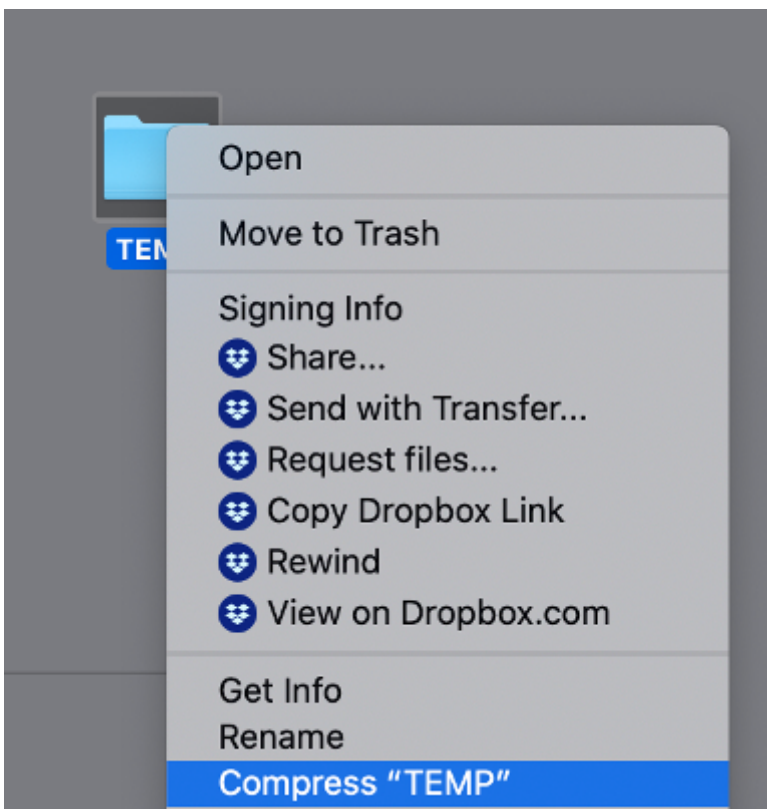 TEM
Open
Move to Trash
Signing Info
Share...
Send with Transfer...
Request files...
Copy Dropbox Link
Rewind
View on Dropbox.com
Get Info
Rename
Compress “TEMP”